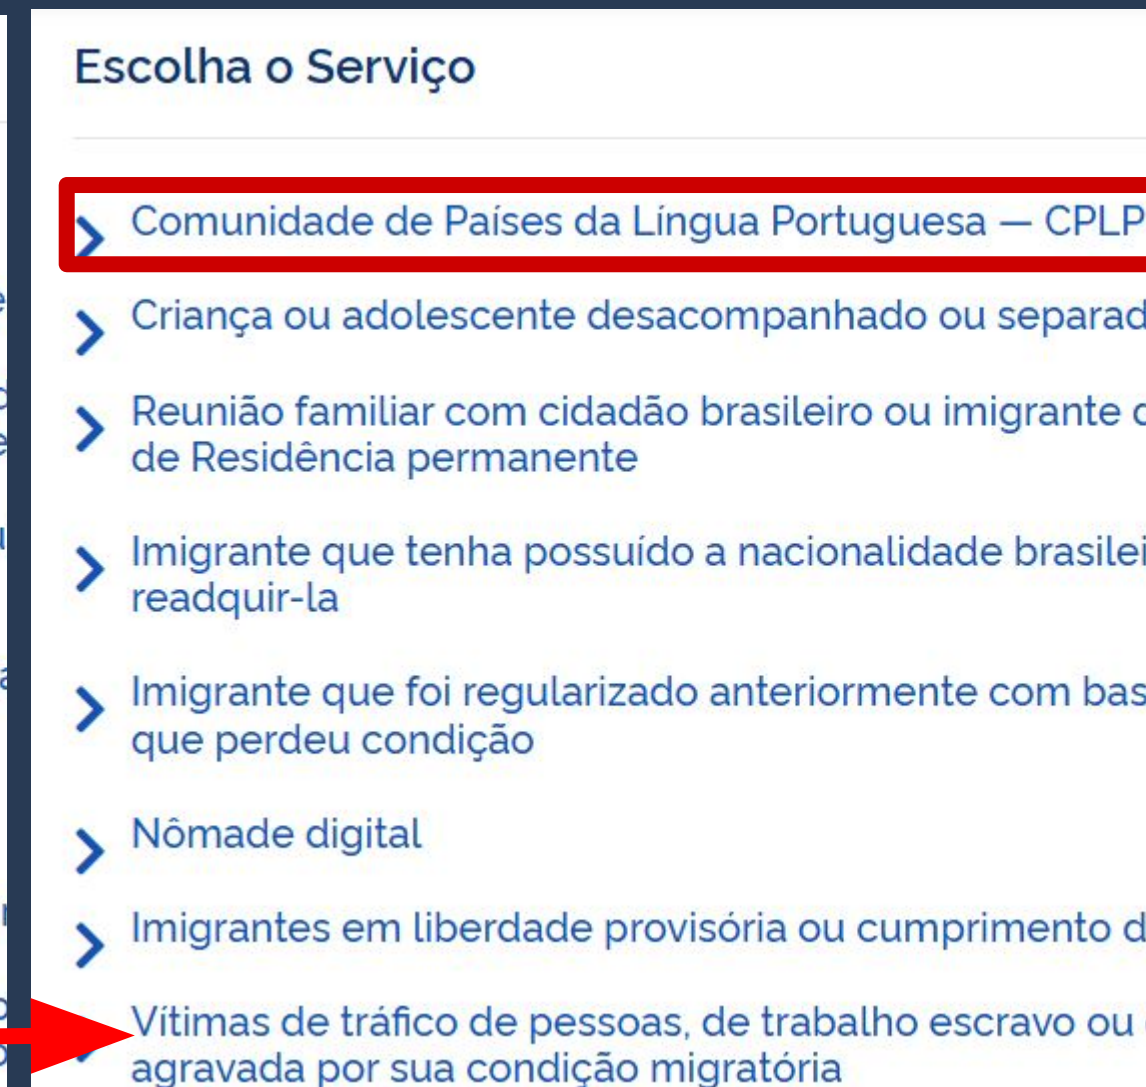 Escolha o Serviço
Comunidade de Países da Língua Portuguesa — CPLP
Criança ou adolescente desacompanhado ou
Reunião familiar com cidadão brasileiro ou imigrante
de Residência permanente
Imigrante que tenha possuído a nacionalidade
readquir-la
Imigrante que foi regularizado anteriormente com
que perdeu condição
Nômade digital
Imigrantes em liberdade provisória ou cumprimento
Vítimas de tráfico de pessoas, de trabalho escravo ou
agravada por sua condição migratória